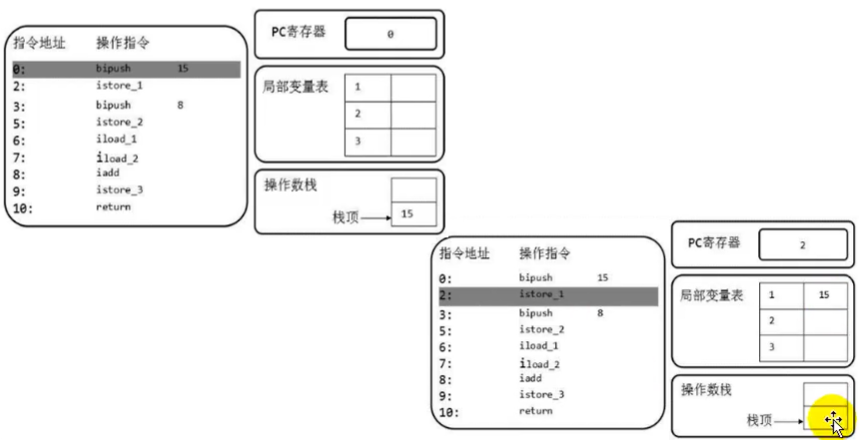 指令地址 操作指令
0: bipush 15
2: istore_1
3: bipush 8
5: istore_2
6: iload_1
7: iload_2
8: iadd
9: istore_3
10: return
PC寄存器 0
局部变量表 1
2
3
操作数栈
栈顶 15
指令地址 操作指令
0: bipush 15
2: istore_1
3: bipush 8
5: istore_2
6: iload_1
7: iload_2
8: iadd
9: istore_3
10: return
PC寄存器 2
局部变量表 1 15
2
3
操作数栈
栈顶